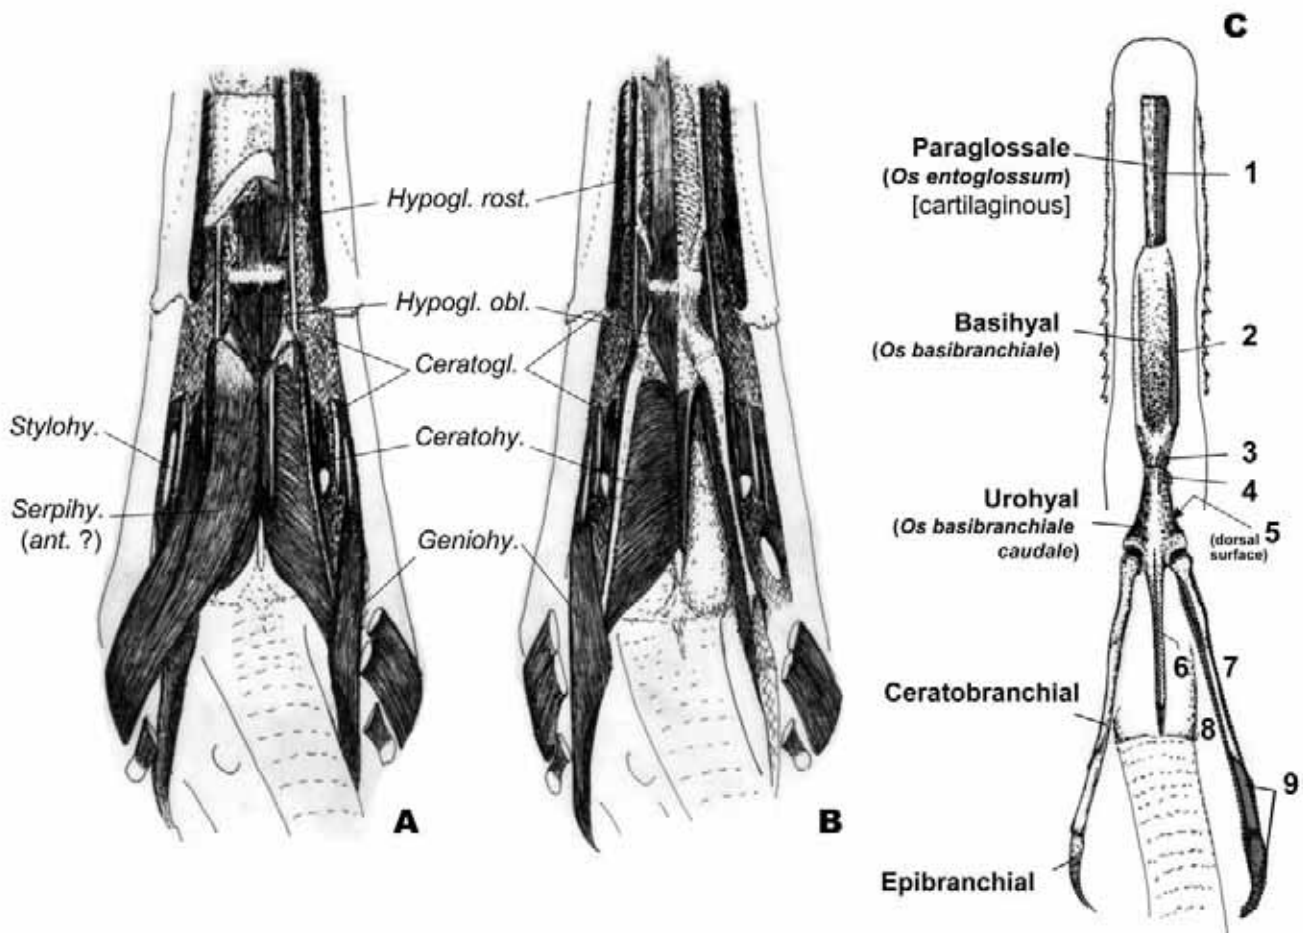 Hypogl. rost.
Hypogl. obl.
Ceratogl.
Stylohy.
Ceratohy.
Serpihy.
(ant. ?)
Geniohy.
A
B
C
Paraglossale
(Os entoglossum)
[cartilaginous]
1
Basihyal
(Os basibranchiale)
2
3
4
Urohyal
(Os basibranchiale
caudale)
5
(dorsal
surface)
6
7
Ceratobranchial
8
9
Epibranchial